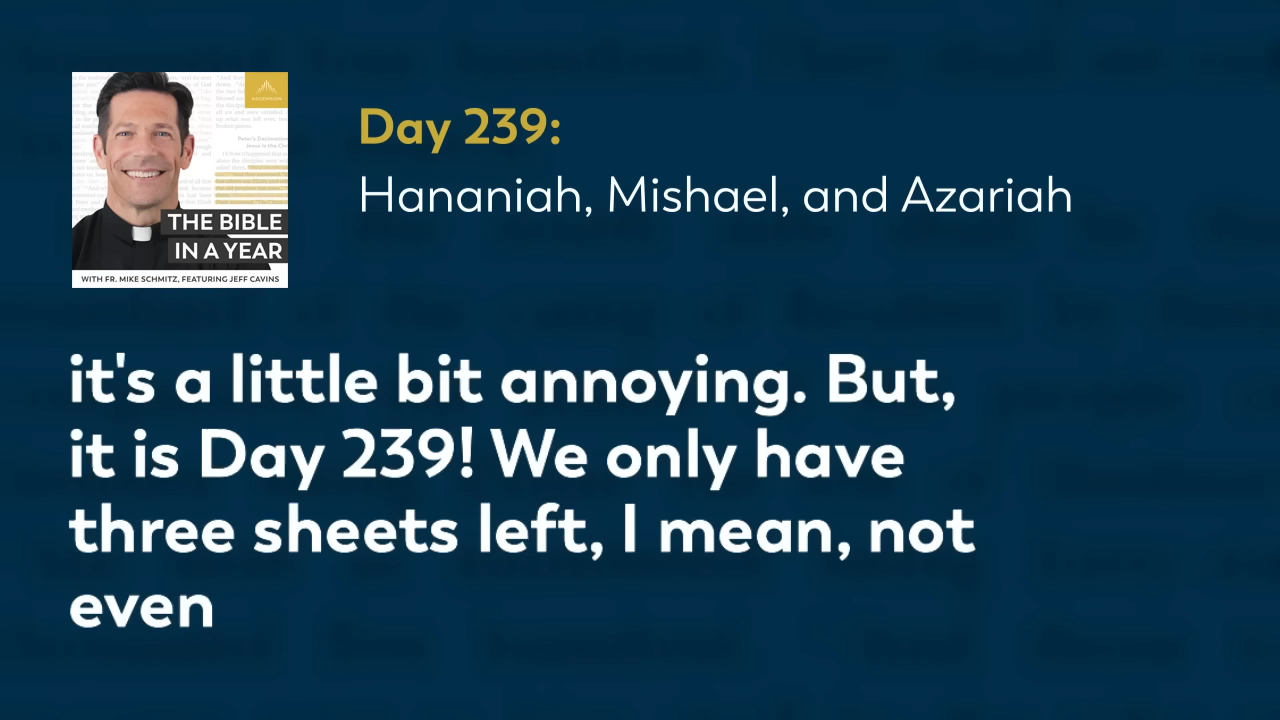 ASCENSION
Day 239:
Hananiah, Mishael, and Azariah
THE BIBLE
IN A YEAR
WITH FR. MIKE SCHMITZ, FEATURING JEFF CAVINS
it's a little bit annoying. But,
it is Day 239! We only have
three sheets left, I mean, not
even